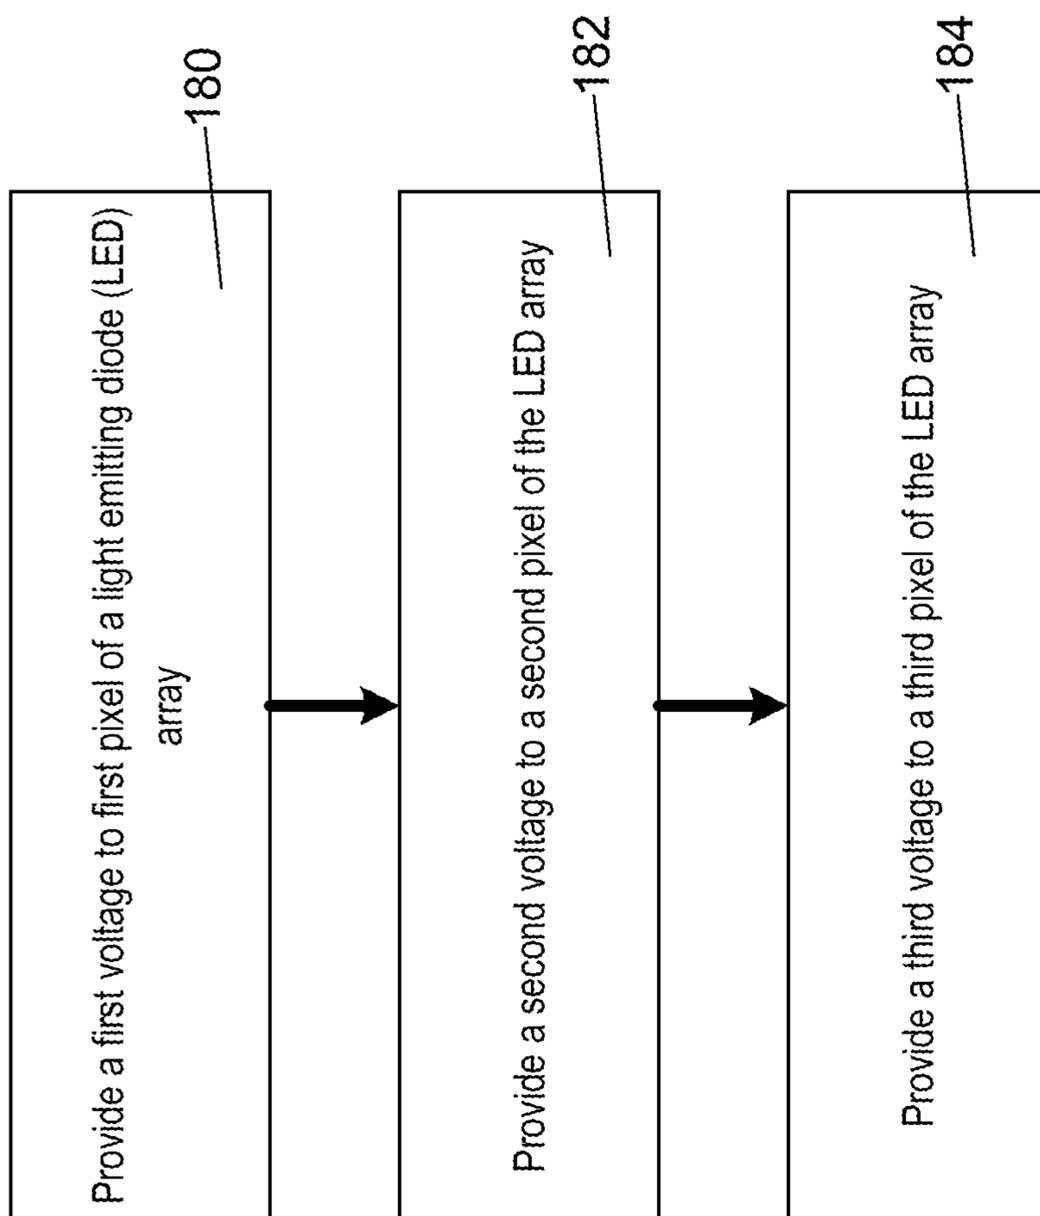 Provide a first voltage to first pixel of a light emitting diode (LED)
array
180
Provide a second voltage to a second pixel of the LED array
182
Provide a third voltage to a third pixel of the LED array
184